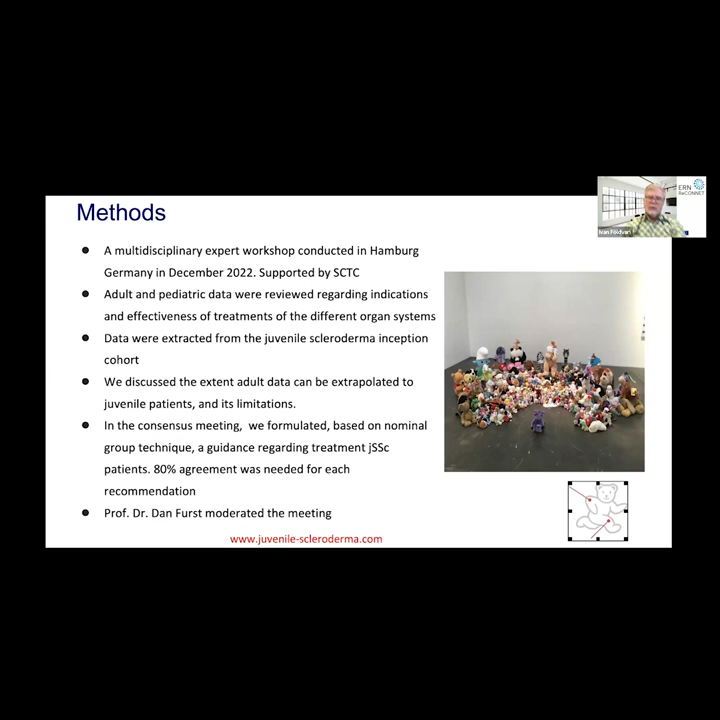 Methods
A multidisciplinary expert workshop conducted in Hamburg
Germany in December 2022. Supported by SCTC
Adult and pediatric data were reviewed regarding indications
and effectiveness of treatments of the different organ systems
Data were extracted from the juvenile scleroderma inception
cohort
We discussed the extent adult data can be extrapolated to
juvenile patients, and its limitations.
In the consensus meeting, we formulated, based on nominal
group technique, a guidance regarding treatment jSSc
patients. 80% agreement was needed for each
recommendation
Prof. Dr. Dan Furst moderated the meeting
www.juvenile-scleroderma.com
ERN
ReCONNET
Ivan Foldvari